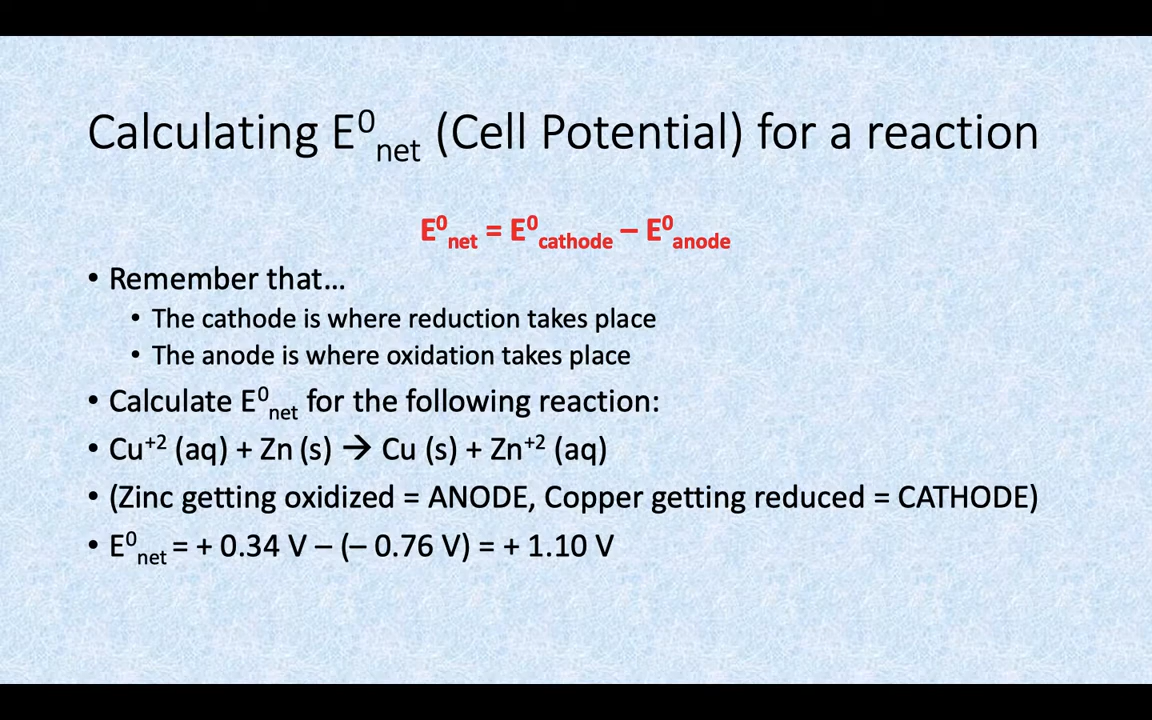 Calculating E⁰net (Cell Potential) for a reaction
E⁰net = E⁰cathode – E⁰anode
• Remember that…
• The cathode is where reduction takes place
• The anode is where oxidation takes place
• Calculate E⁰net for the following reaction:
• Cu⁺² (aq) + Zn (s) → Cu (s) + Zn⁺² (aq)
• (Zinc getting oxidized = ANODE, Copper getting reduced = CATHODE)
• E⁰net = + 0.34 V – (– 0.76 V) = + 1.10 V